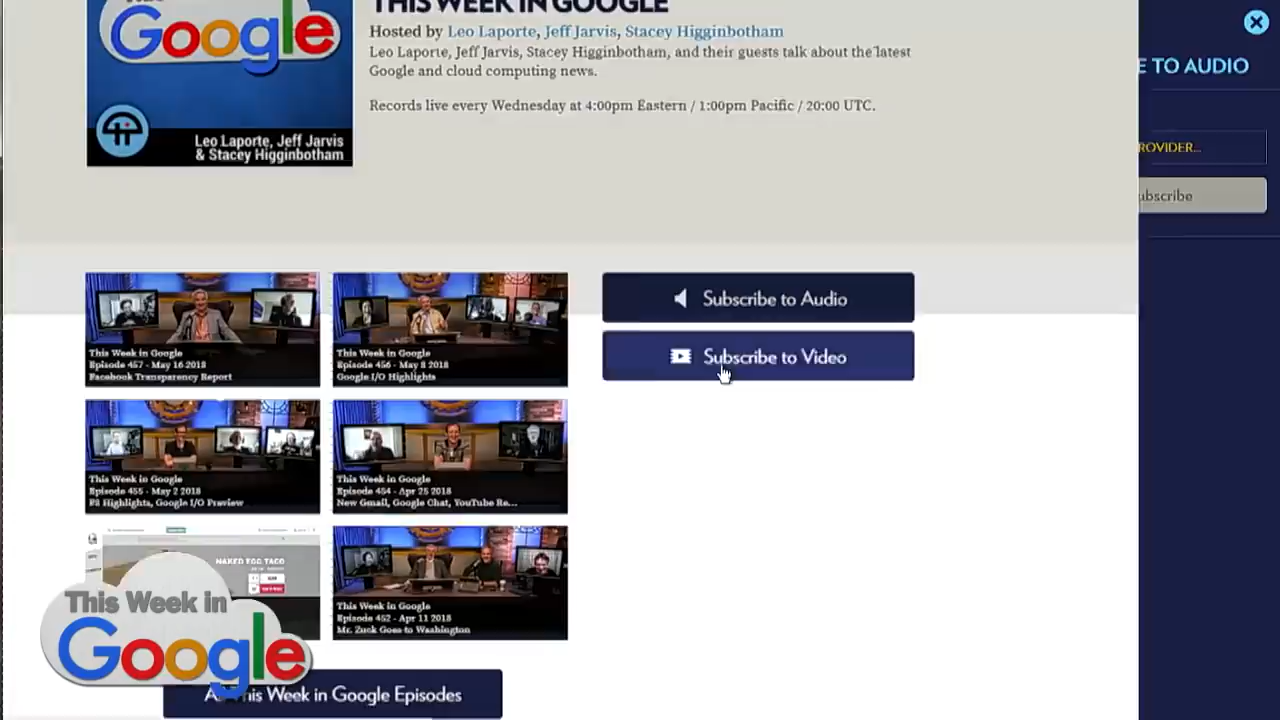 THIS WEEK IN GOOGLE
Hosted by Leo Laporte, Jeff Jarvis, Stacey Higginbotham
Leo Laporte, Jeff Jarvis, Stacey Higginbotham, and their guests talk about the latest
Google and cloud computing news.
Records live every Wednesday at 4:00pm Eastern / 1:00pm Pacific / 20:00 UTC.
Google
Leo Laporte, Jeff Jarvis
& Stacey Higginbotham
E TO AUDIO
ROVIDER...
ubscribe
Subscribe to Audio
Subscribe to Video
This Week in Google
Episode 457 - May 16 2018
Facebook Transparency Report
This Week in Google
Episode 456 - May 8 2018
Google I/O Highlights
This Week in Google
Episode 455 - May 2 2018
F8 Highlights, Google I/O Preview
This Week in Google
Episode 454 - Apr 25 2018
New Gmail, Google Chat, YouTube Re...
NAKED EGG TACO
This Week in Google
Episode 452 - Apr 11 2018
Mr. Zuck Goes to Washington
This Week in
Google
This Week in Google Episodes